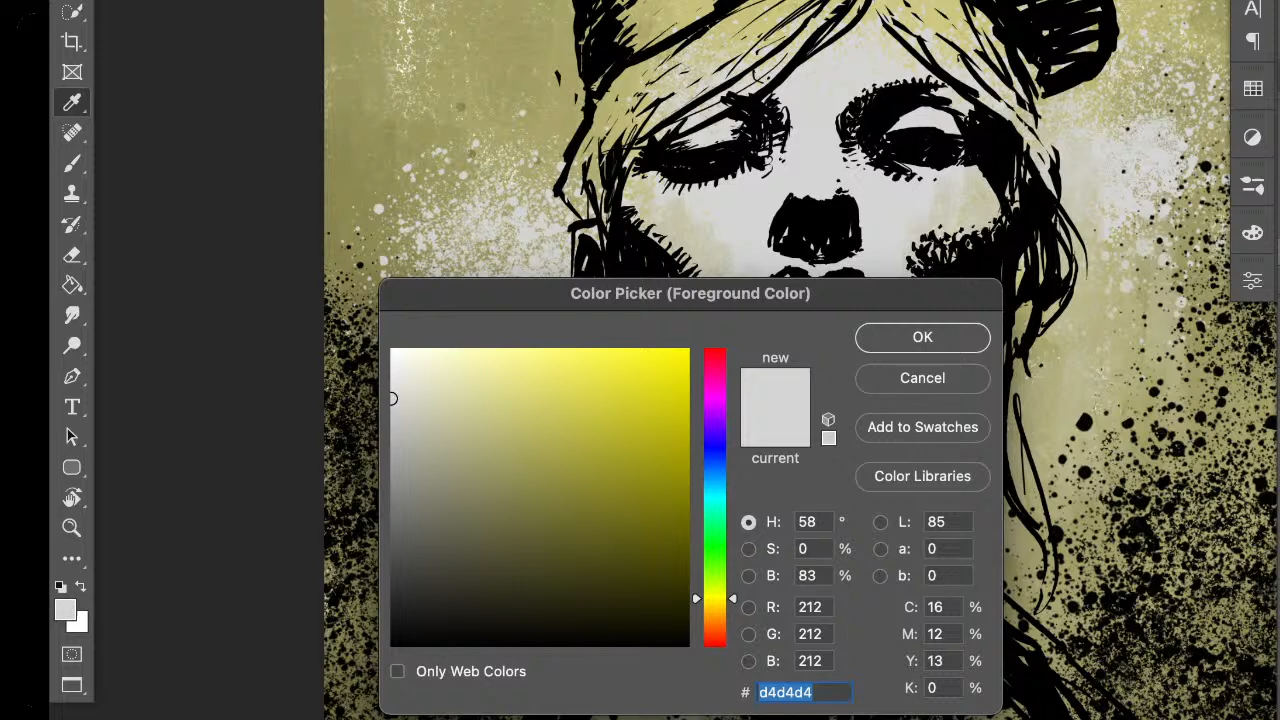 Color Picker (Foreground Color)
new
current
OK
Cancel
Add to Swatches
Color Libraries
H: 58 ° L: 85
S: 0 % a: 0
B: 83 % b: 0
R: 212 C: 16 %
G: 212 M: 12 %
B: 212 Y: 13 %
# d4d4d4 K: 0 %
Only Web Colors